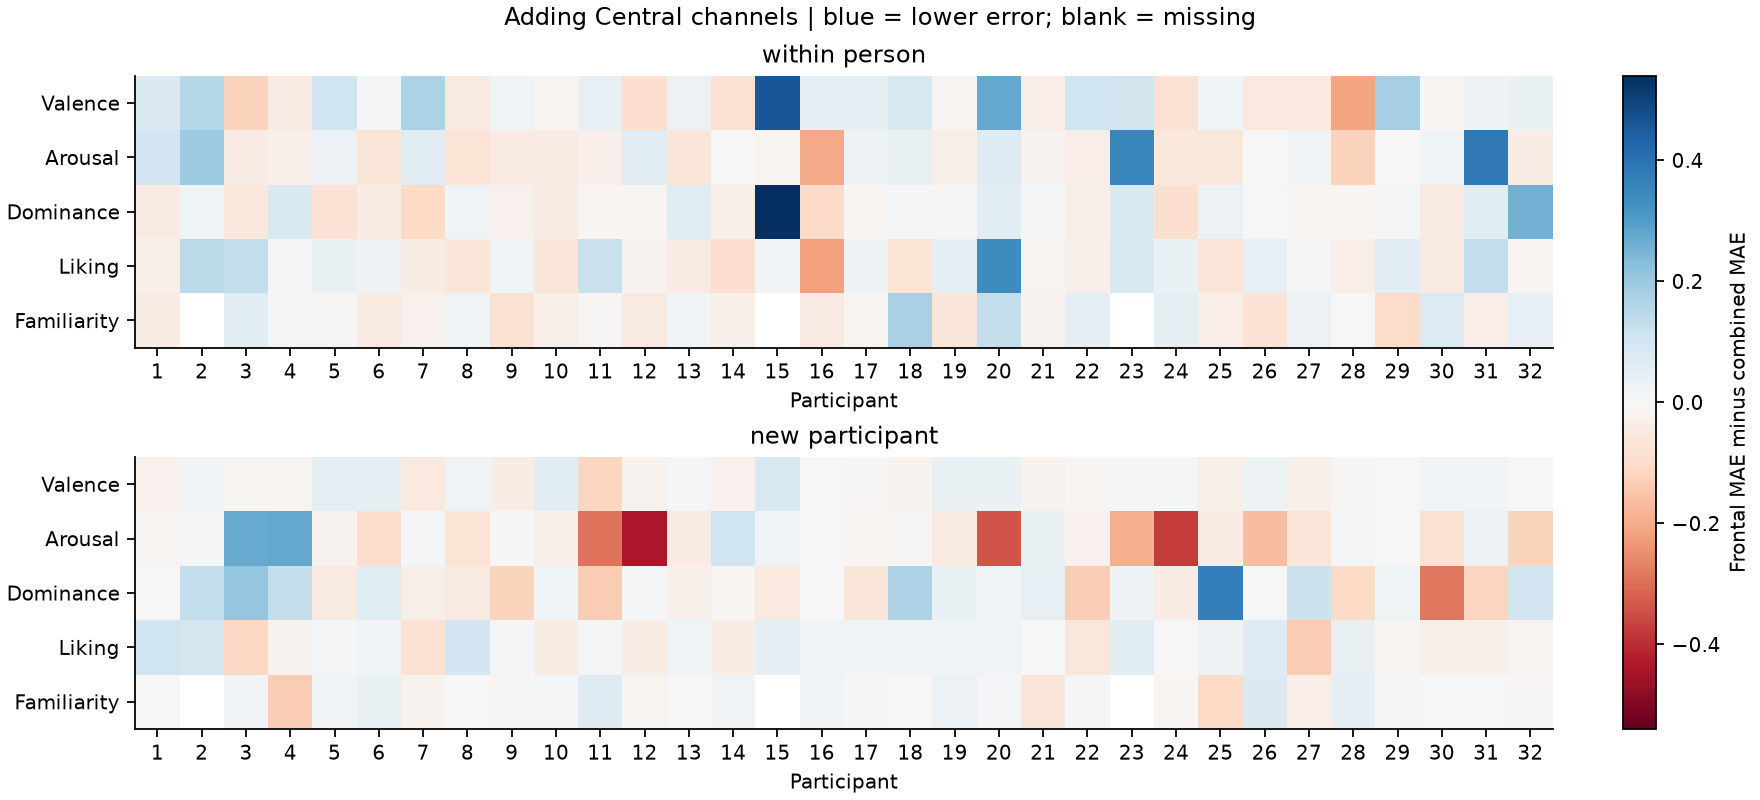 Adding Central channels | blue = lower error; blank = missing
within person
Valence
Arousal
Dominance
Liking
Familiarity
1 2 3 4 5 6 7 8 9 10 11 12 13 14 15 16 17 18 19 20 21 22 23 24 25 26 27 28 29 30 31 32
Participant
new participant
Valence
Arousal
Dominance
Liking
Familiarity
1 2 3 4 5 6 7 8 9 10 11 12 13 14 15 16 17 18 19 20 21 22 23 24 25 26 27 28 29 30 31 32
Participant
0.4
0.2
0.0
−0.2
−0.4
Frontal MAE minus combined MAE